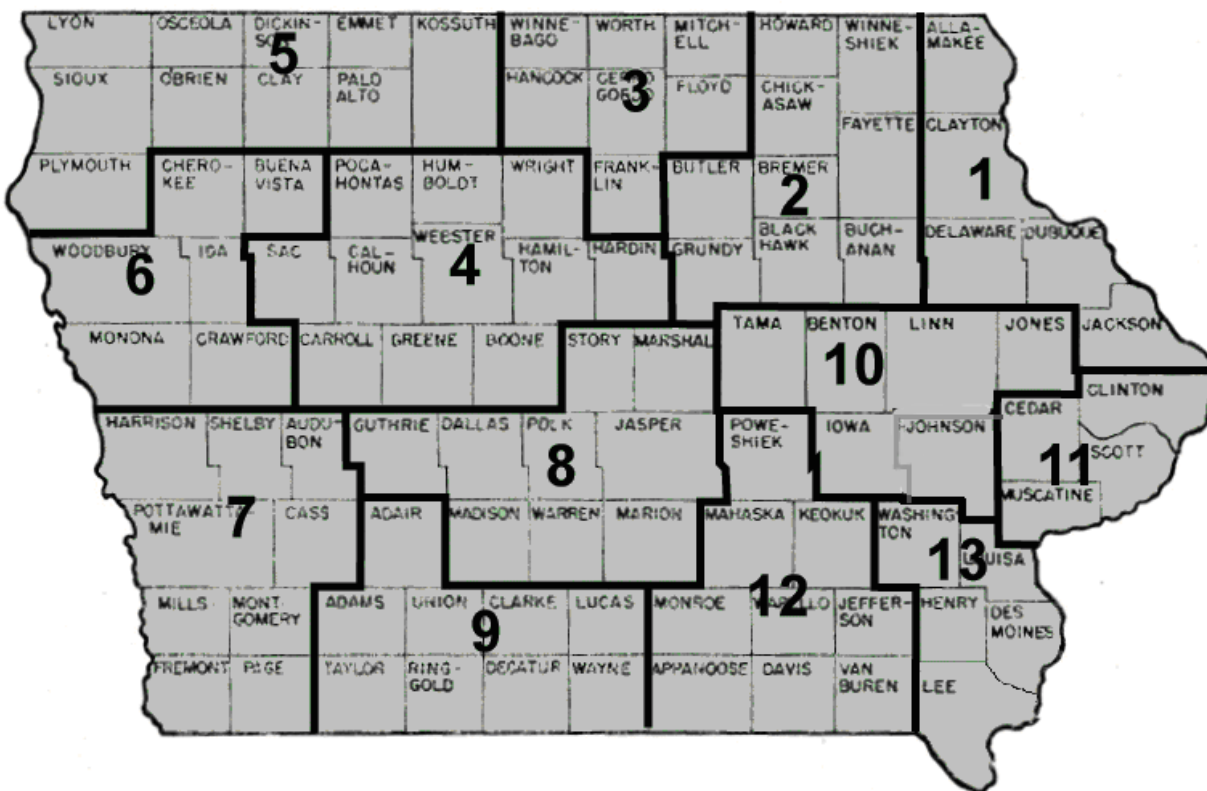 LYON
OSCEOLA
DICKIN-
SON
EMMET
KOSSUTH
WINNE-
BAGO
WORTH
MITCH-
ELL
HOWARD
WINNE-
SHIEK
ALLA-
MAKEE
5
SIOUX
O'BRIEN
CLAY
PALO
ALTO
HANCOCK
CERRO
GORDO
3
FLOYD
CHICK-
ASAW
FAYETTE
CLAYTON
1
PLYMOUTH
CHERO-
KEE
BUENA
VISTA
POCA-
HONTAS
HUM-
BOLDT
WRIGHT
FRANK-
LIN
BUTLER
BREMER
2
WOODBURY
6
IDA
SAC
CAL-
HOUN
WEBSTER
4
HAMIL-
TON
HARDIN
GRUNDY
BLACK
HAWK
BUCH-
ANAN
DELAWARE
DUBUQUE
MONONA
CRAWFORD
CARROLL
GREENE
BOONE
STORY
MARSHAL
TAMA
BENTON
10
LINN
JONES
JACKSON
CLINTON
HARRISON
SHELBY
AUDU-
BON
GUTHRIE
DALLAS
POLK
8
JASPER
POWE-
SHIEK
IOWA
JOHNSON
CEDAR
11
SCOTT
MUSCATINE
POTTAWATTA-
MIE
7
CASS
ADAIR
MADISON
WARREN
MARION
MAHASKA
KEOKUK
WASHING-
TON
13
LOUISA
MILLS
MONT-
GOMERY
ADAMS
UNION
9
CLARKE
LUCAS
MONROE
12
WAPELLO
JEFFER-
SON
HENRY
DES
MOINES
FREMONT
PAGE
TAYLOR
RING-
GOLD
DECATUR
WAYNE
APPANOOSE
DAVIS
VAN
BUREN
LEE